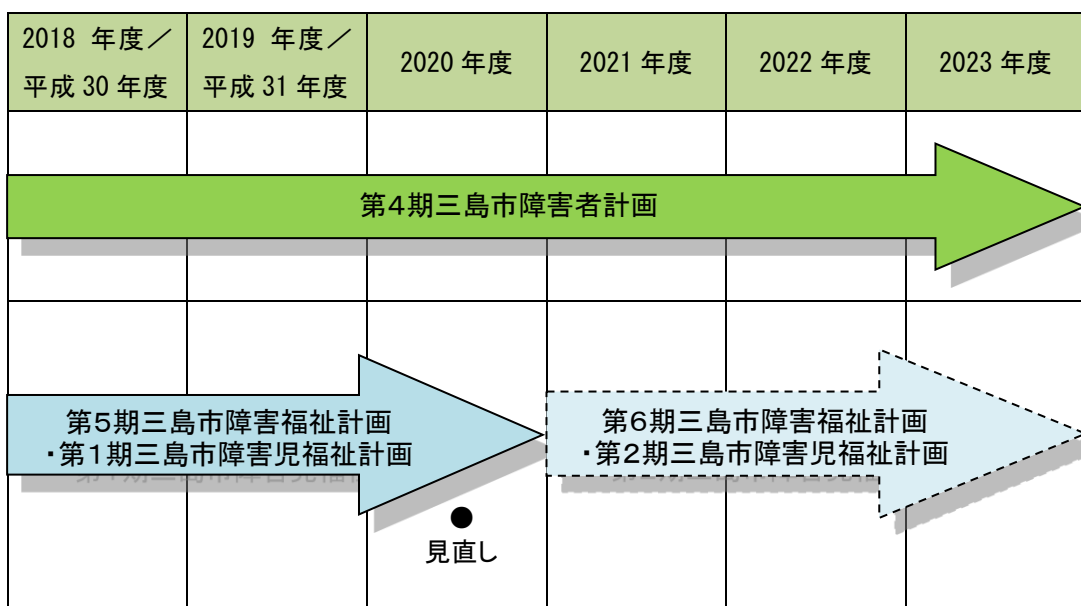 2018 年度／
平成 30 年度
2019 年度／
平成 31 年度
2020 年度
2021 年度
2022 年度
2023 年度
第4期三島市障害者計画
第5期三島市障害福祉計画
・第1期三島市障害児福祉計画
第6期三島市障害福祉計画
・第2期三島市障害児福祉計画
●
見直し